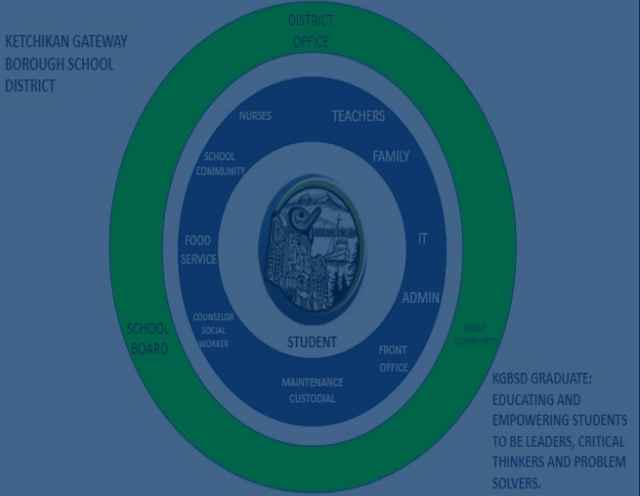 DISTRICT
OFFICE
KETCHIKAN GATEWAY
BOROUGH SCHOOL
DISTRICT
NURSES
TEACHERS
SCHOOL
COMMUNITY
FAMILY
FOOD
SERVICE
IT
ADMIN
COUNSELOR
SOCIAL
WORKER
SCHOOL
BOARD
STUDENT
FRONT
OFFICE
KGBSD
COMMUNITY
MAINTENANCE
CUSTODIAL
KGBSD GRADUATE:
EDUCATING AND
EMPOWERING STUDENTS
TO BE LEADERS, CRITICAL
THINKERS AND PROBLEM
SOLVERS.